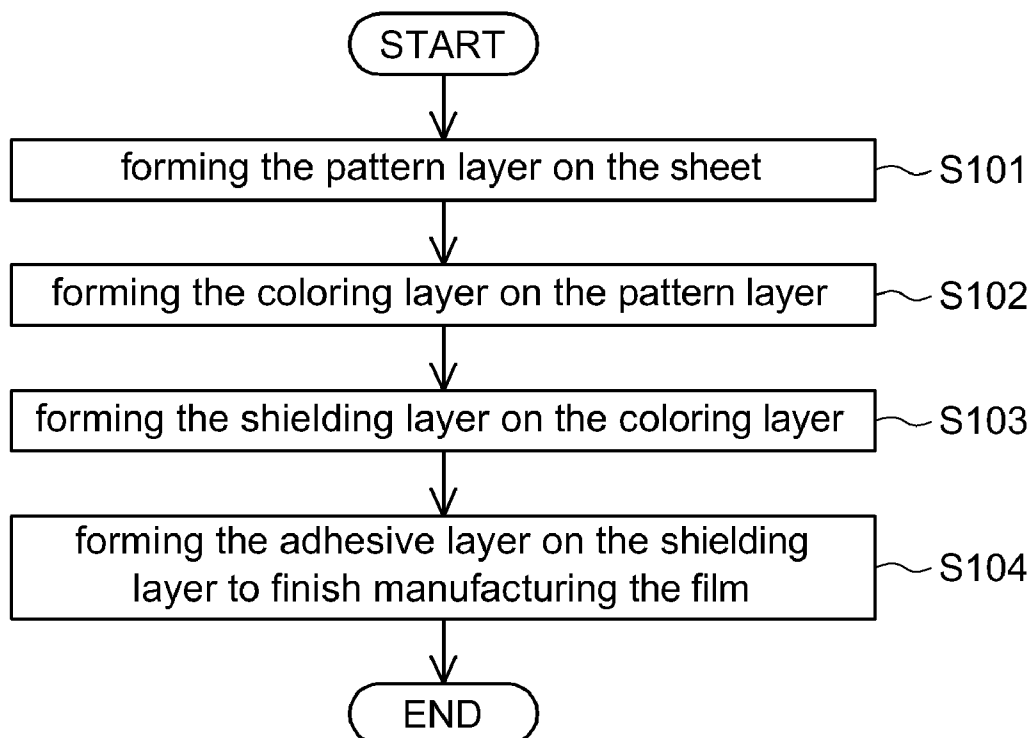 START
forming the pattern layer on the sheet
S101
forming the coloring layer on the pattern layer
S102
forming the shielding layer on the coloring layer
S103
forming the adhesive layer on the shielding
layer to finish manufacturing the film
S104
END